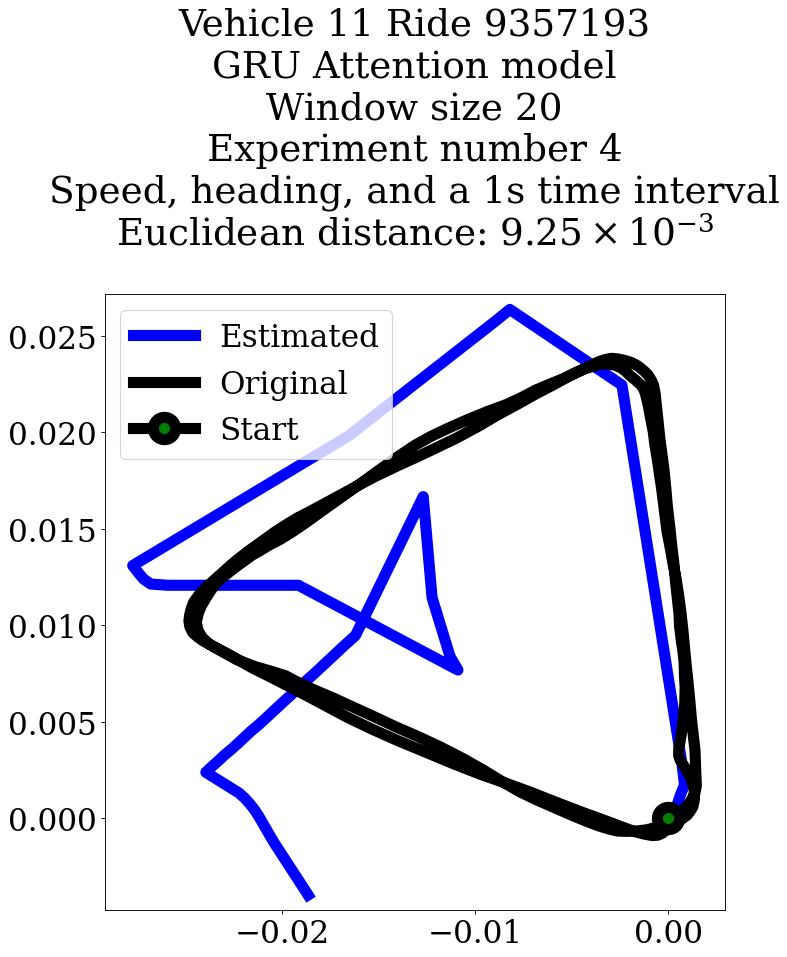 Vehicle 11 Ride 9357193
GRU Attention model
Window size 20
Experiment number 4
Speed, heading, and a 1s time interval
Euclidean distance: 9.25 × 10⁻³
Estimated
Original
Start
0.025
0.020
0.015
0.010
0.005
0.000
−0.02
−0.01
0.00